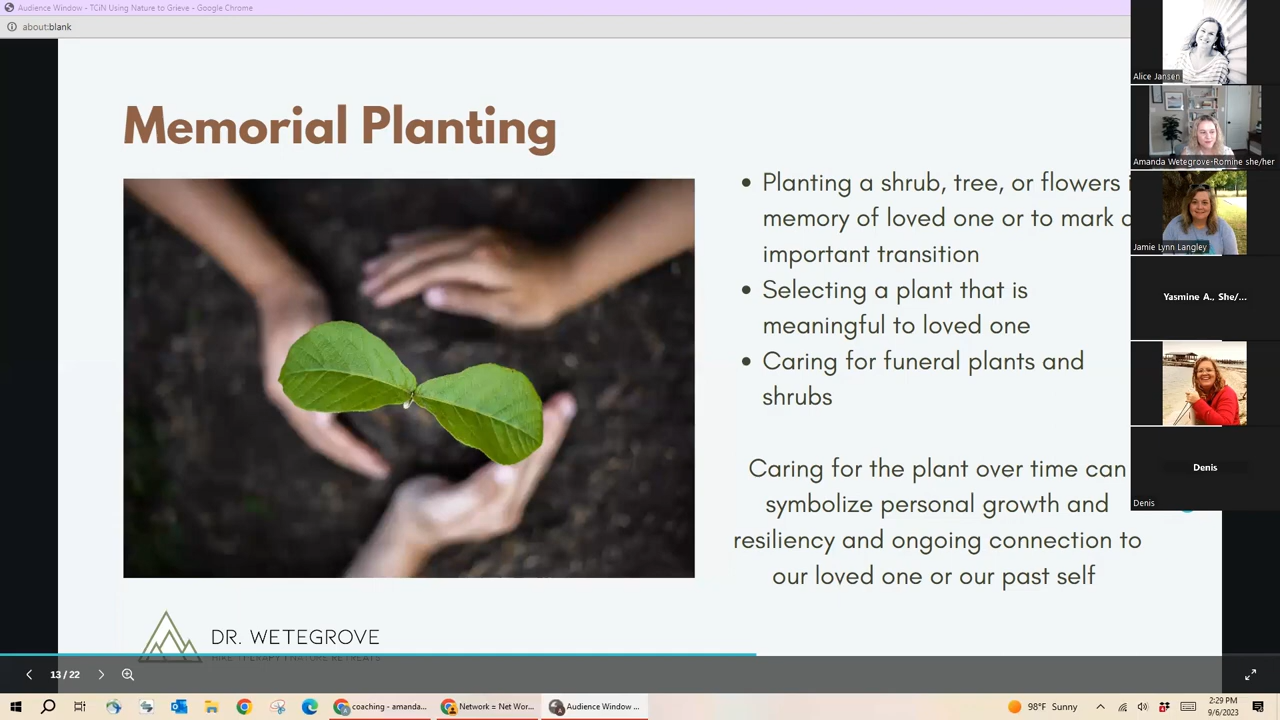 Audience Window - TCiN Using Nature to Grieve - Google Chrome
about:blank
Memorial Planting
Planting a shrub, tree, or flowers
memory of loved one or to mark
important transition
Selecting a plant that is
meaningful to loved one
Caring for funeral plants and
shrubs
Caring for the plant over time can
symbolize personal growth and
resiliency and ongoing connection to
our loved one or our past self
DR. WETEGROVE
13 / 22
Alice Jansen
Amanda Wetegrove-Romine she/her
Jamie Lynn Langley
Yasmine A., She/...
Denis
Denis
coaching - amanda...
Network = Net Wor...
Audience Window ...
98°F Sunny
2:29 PM
9/6/2023